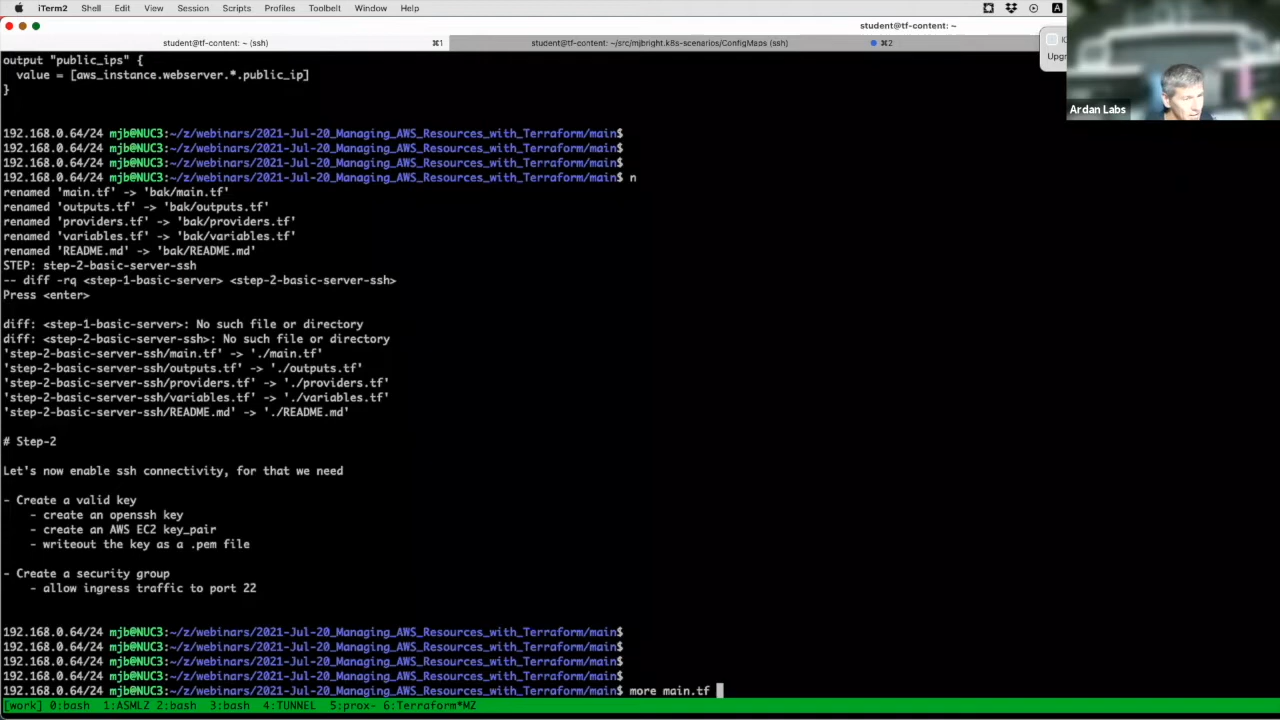 iTerm2 Shell Edit View Session Scripts Profiles Toolbelt Window Help
student@tf-content: ~
student@tf-content: ~ (ssh) ⌘1 student@tf-content: ~/src/mjbright.k8s-scenarios/ConfigMaps (ssh) ⌘2
Upgr
Ardan Labs
output "public_ips" {
value = [aws_instance.webserver.*.public_ip]
}
192.168.0.64/24 mjb@NUC3:~/z/webinars/2021-Jul-20_Managing_AWS_Resources_with_Terraform/main$
192.168.0.64/24 mjb@NUC3:~/z/webinars/2021-Jul-20_Managing_AWS_Resources_with_Terraform/main$
192.168.0.64/24 mjb@NUC3:~/z/webinars/2021-Jul-20_Managing_AWS_Resources_with_Terraform/main$
192.168.0.64/24 mjb@NUC3:~/z/webinars/2021-Jul-20_Managing_AWS_Resources_with_Terraform/main$ n
renamed 'main.tf' -> 'bak/main.tf'
renamed 'outputs.tf' -> 'bak/outputs.tf'
renamed 'providers.tf' -> 'bak/providers.tf'
renamed 'variables.tf' -> 'bak/variables.tf'
renamed 'README.md' -> 'bak/README.md'
STEP: step-2-basic-server-ssh
-- diff -rq <step-1-basic-server> <step-2-basic-server-ssh>
Press <enter>
diff: <step-1-basic-server>: No such file or directory
diff: <step-2-basic-server-ssh>: No such file or directory
'step-2-basic-server-ssh/main.tf' -> './main.tf'
'step-2-basic-server-ssh/outputs.tf' -> './outputs.tf'
'step-2-basic-server-ssh/providers.tf' -> './providers.tf'
'step-2-basic-server-ssh/variables.tf' -> './variables.tf'
'step-2-basic-server-ssh/README.md' -> './README.md'
# Step-2
Let's now enable ssh connectivity, for that we need
- Create a valid key
- create an openssh key
- create an AWS EC2 key_pair
- writeout the key as a .pem file
- Create a security group
- allow ingress traffic to port 22
192.168.0.64/24 mjb@NUC3:~/z/webinars/2021-Jul-20_Managing_AWS_Resources_with_Terraform/main$
192.168.0.64/24 mjb@NUC3:~/z/webinars/2021-Jul-20_Managing_AWS_Resources_with_Terraform/main$
192.168.0.64/24 mjb@NUC3:~/z/webinars/2021-Jul-20_Managing_AWS_Resources_with_Terraform/main$
192.168.0.64/24 mjb@NUC3:~/z/webinars/2021-Jul-20_Managing_AWS_Resources_with_Terraform/main$
192.168.0.64/24 mjb@NUC3:~/z/webinars/2021-Jul-20_Managing_AWS_Resources_with_Terraform/main$ more main.tf
[work] 0:bash 1:ASMLZ 2:bash 3:bash 4:TUNNEL 5:prox- 6:Terraform*MZ